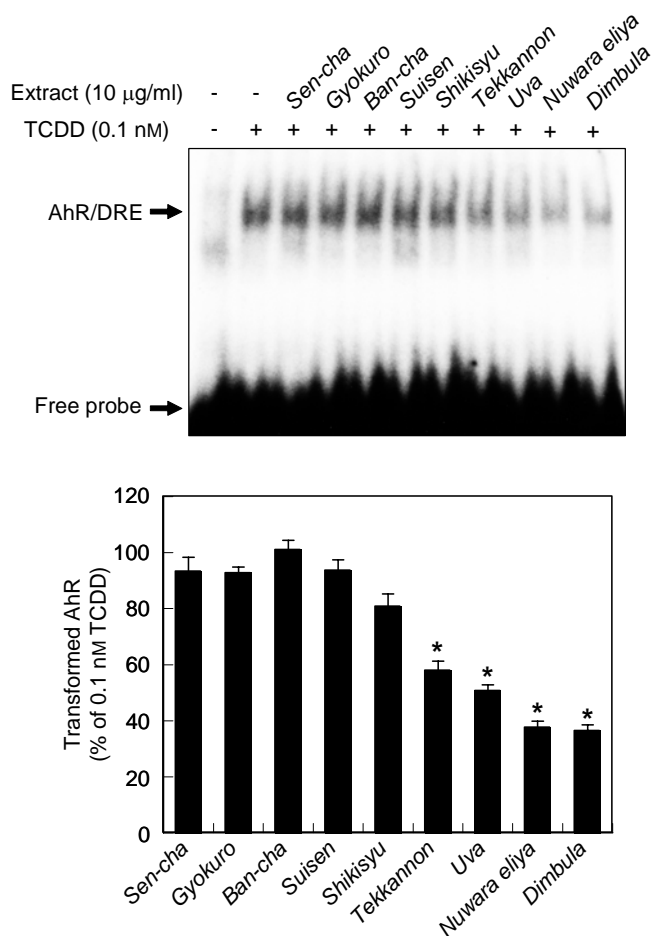 Sen-cha Gyokuro Ban-cha Suisen Shikisyu Tekkannon Uva Nuwara eliya Dimbula
Extract (10 μg/ml) - -
TCDD (0.1 nM) - + + + + + + + + + +
AhR/DRE
Free probe
120
100
80
60
40
20
0
Transformed AhR
(% of 0.1 nM TCDD)
* * * *
Sen-cha Gyokuro Ban-cha Suisen Shikisyu Tekkannon Uva Nuwara eliya Dimbula